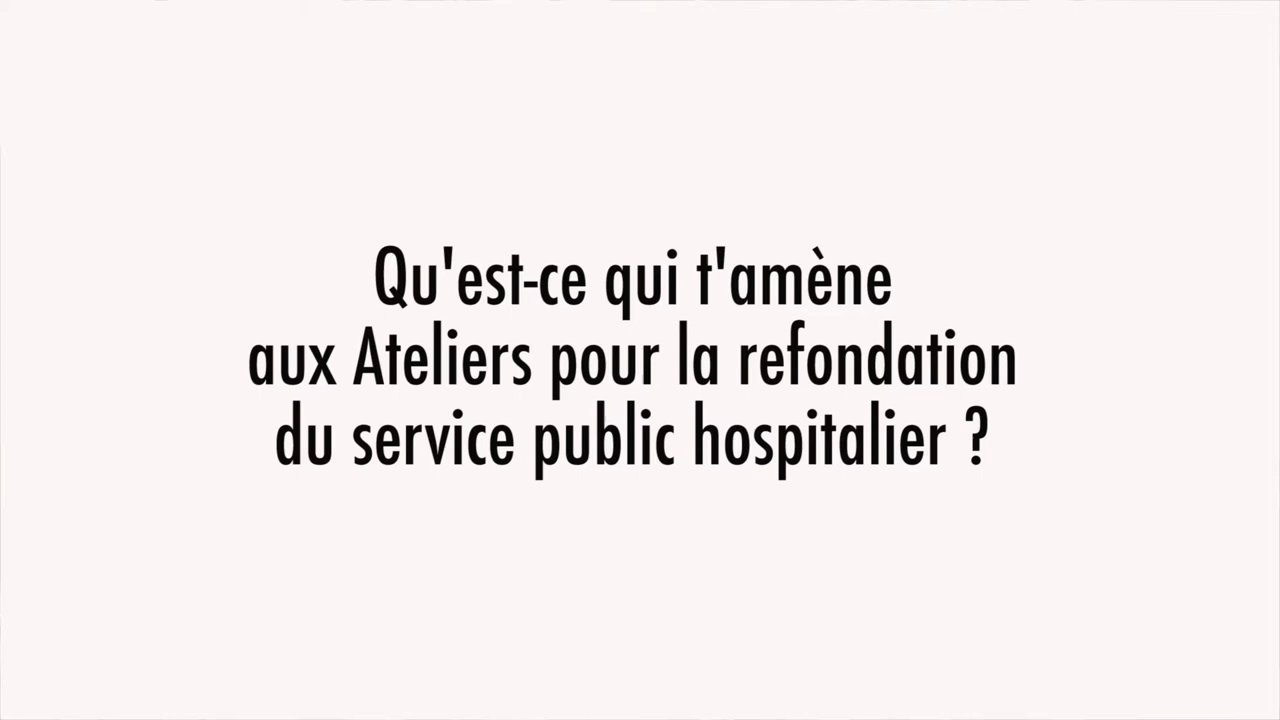 Qu'est-ce qui t'amène
aux Ateliers pour la refondation
du service public hospitalier ?